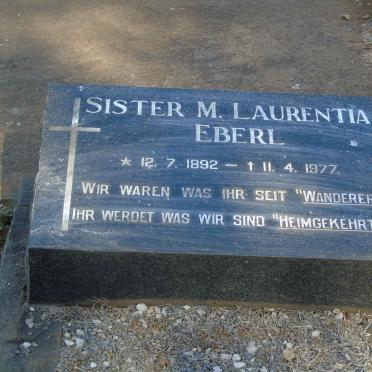 SISTER M. LAURENTIA
EBERL
* 12. 7. 1892 — † 11. 4. 1977.
WIR WAREN WAS IHR SEIT "WANDERER
IHR WERDET WAS WIR SIND "HEIMGEKEHRT